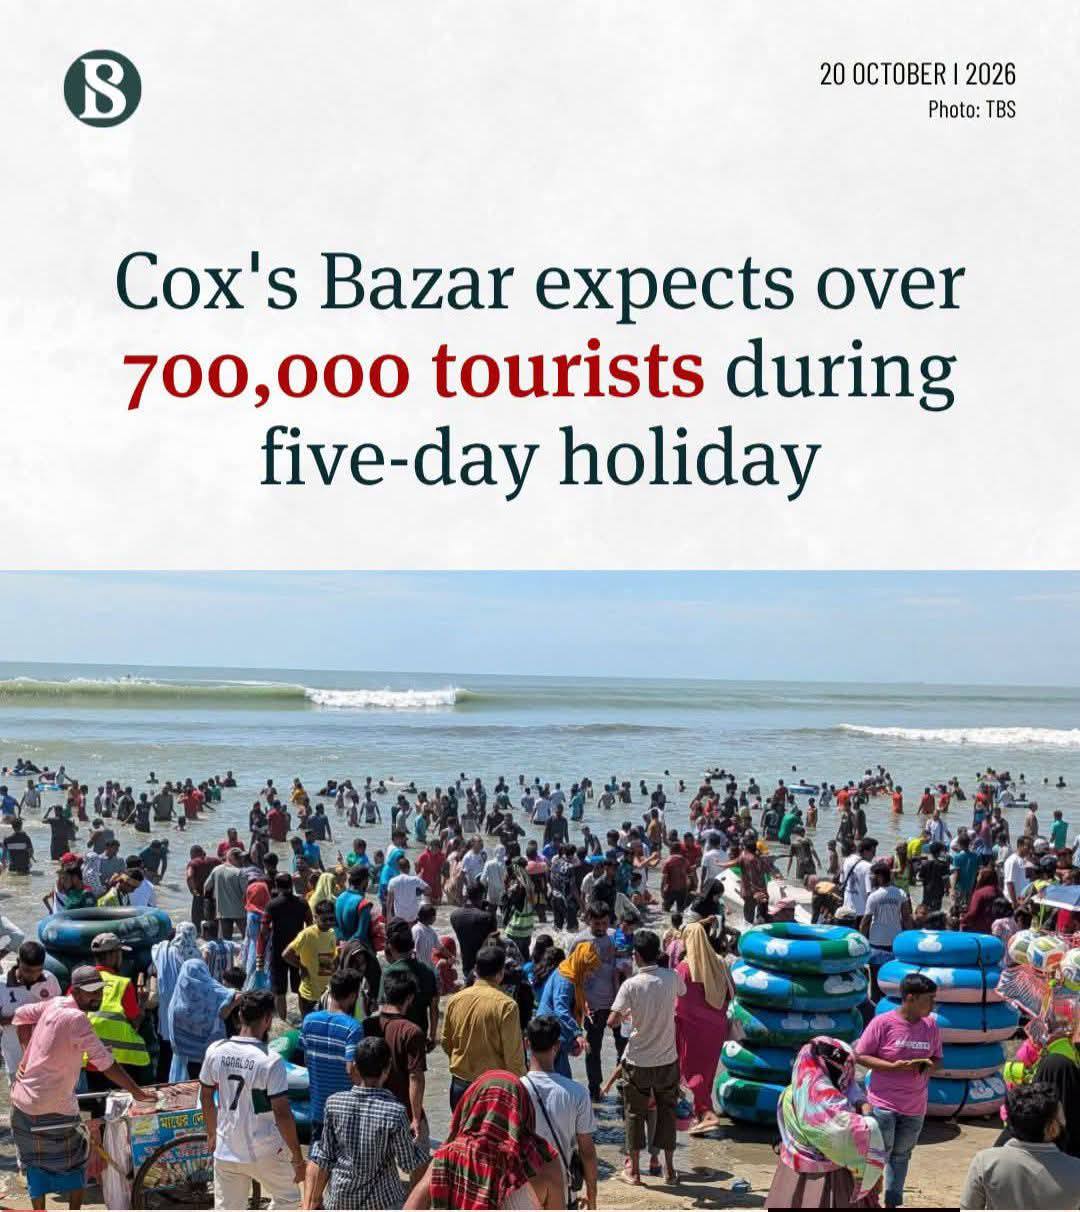 20 OCTOBER | 2026
Photo: TBS
Cox's Bazar expects over
700,000 tourists during
five-day holiday
RONALDO
7
মায়ের দো